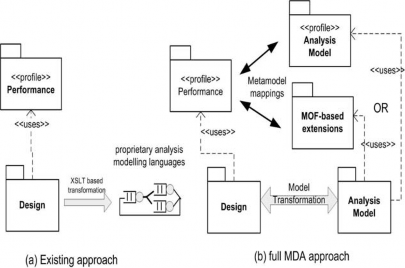 <<profile>>
Performance
<<uses>>
Design
XSLT based
transformation
proprietary analysis
modelling languages
(a) Existing approach
<<profile>>
Performance
<<uses>>
Metamodel
mappings
<<profile>>
Analysis
Model
<<uses>>
MOF-based
extensions
OR
<<uses>>
Design
Model
Transformation
Analysis
Model
(b) full MDA approach